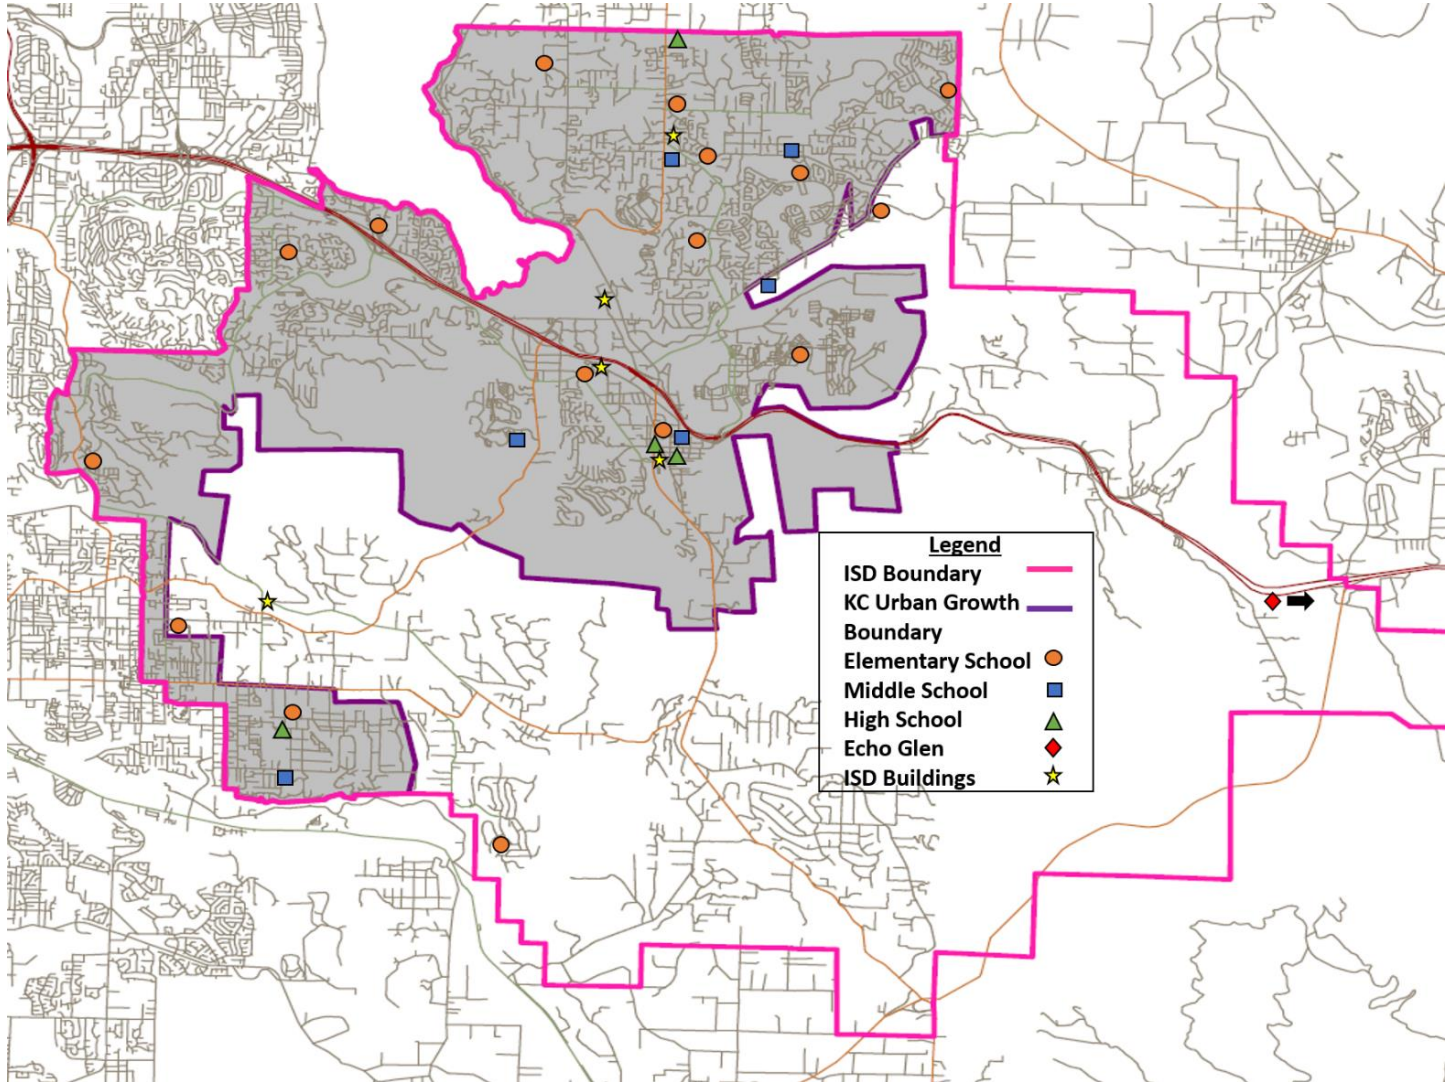 Legend
ISD Boundary
KC Urban Growth
Boundary
Elementary School
Middle School
High School
Echo Glen
ISD Buildings